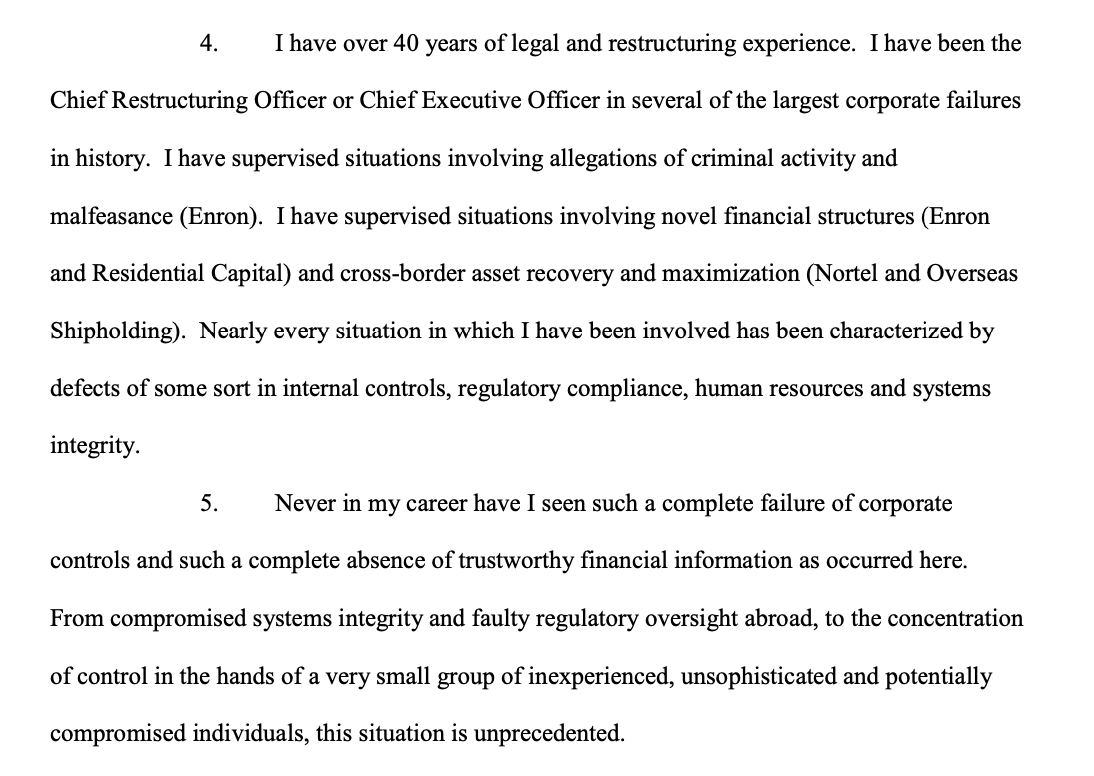 4. I have over 40 years of legal and restructuring experience. I have been the
Chief Restructuring Officer or Chief Executive Officer in several of the largest corporate failures
in history. I have supervised situations involving allegations of criminal activity and
malfeasance (Enron). I have supervised situations involving novel financial structures (Enron
and Residential Capital) and cross-border asset recovery and maximization (Nortel and Overseas
Shipholding). Nearly every situation in which I have been involved has been characterized by
defects of some sort in internal controls, regulatory compliance, human resources and systems
integrity.
5. Never in my career have I seen such a complete failure of corporate
controls and such a complete absence of trustworthy financial information as occurred here.
From compromised systems integrity and faulty regulatory oversight abroad, to the concentration
of control in the hands of a very small group of inexperienced, unsophisticated and potentially
compromised individuals, this situation is unprecedented.